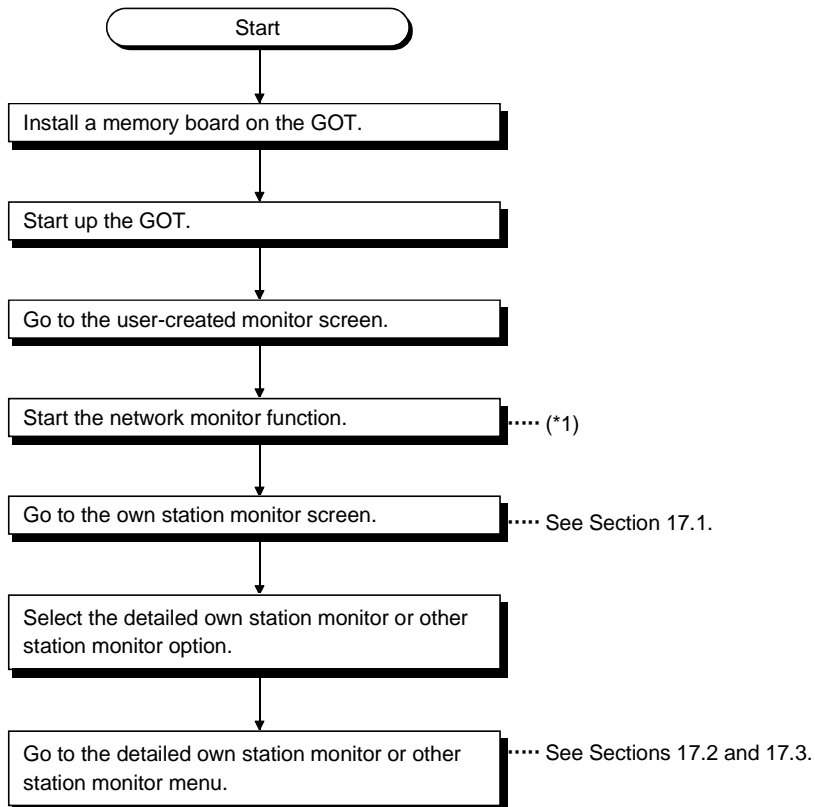 Start
Install a memory board on the GOT.
Start up the GOT.
Go to the user-created monitor screen.
Start the network monitor function.
(*1)
Go to the own station monitor screen.
See Section 17.1.
Select the detailed own station monitor or other
station monitor option.
Go to the detailed own station monitor or other
station monitor menu.
See Sections 17.2 and 17.3.